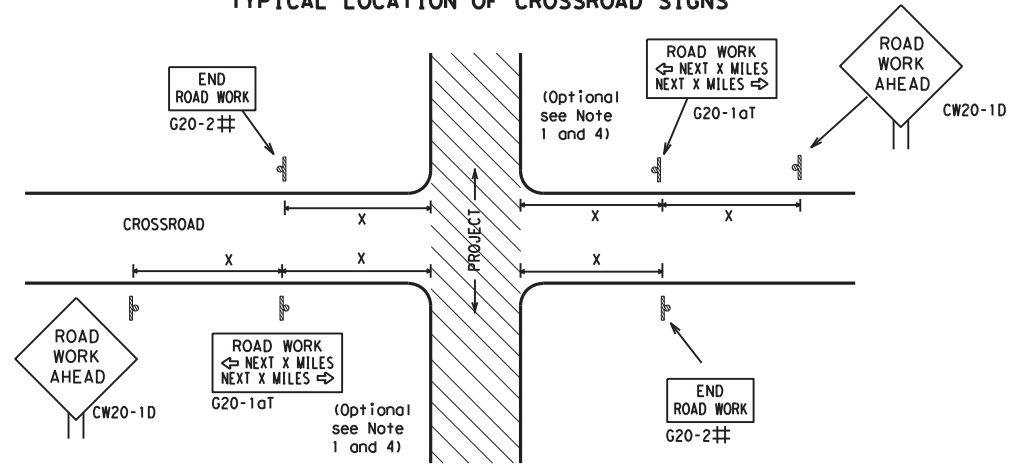 TYPICAL LOCATION OF CROSSROAD SIGNS
END
ROAD WORK
G20-2#
(Optional
see Note
1 and 4)
ROAD WORK
⇦ NEXT X MILES
NEXT X MILES ⇨
G20-1aT
ROAD
WORK
AHEAD
CW20-1D
X
X
X
CROSSROAD
PROJECT
X
X
X
ROAD
WORK
AHEAD
CW20-1D
ROAD WORK
⇦ NEXT X MILES
NEXT X MILES ⇨
G20-1aT
(Optional
see Note
1 and 4)
END
ROAD WORK
G20-2#